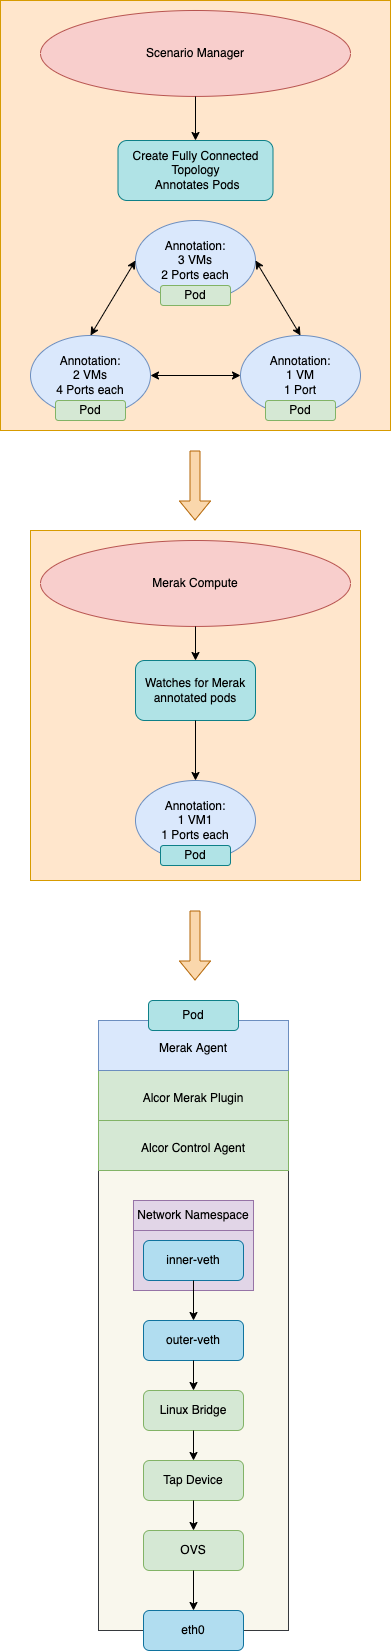 Scenario Manager
Create Fully Connected
Topology
Annotates Pods
Annotation:
3 VMs
2 Ports each
Pod
Annotation:
2 VMs
4 Ports each
Pod
Annotation:
1 VM
1 Port
Pod
Merak Compute
Watches for Merak
annotated pods
Annotation:
1 VM1
1 Ports each
Pod
Pod
Merak Agent
Alcor Merak Plugin
Alcor Control Agent
Network Namespace
inner-veth
outer-veth
Linux Bridge
Tap Device
OVS
eth0